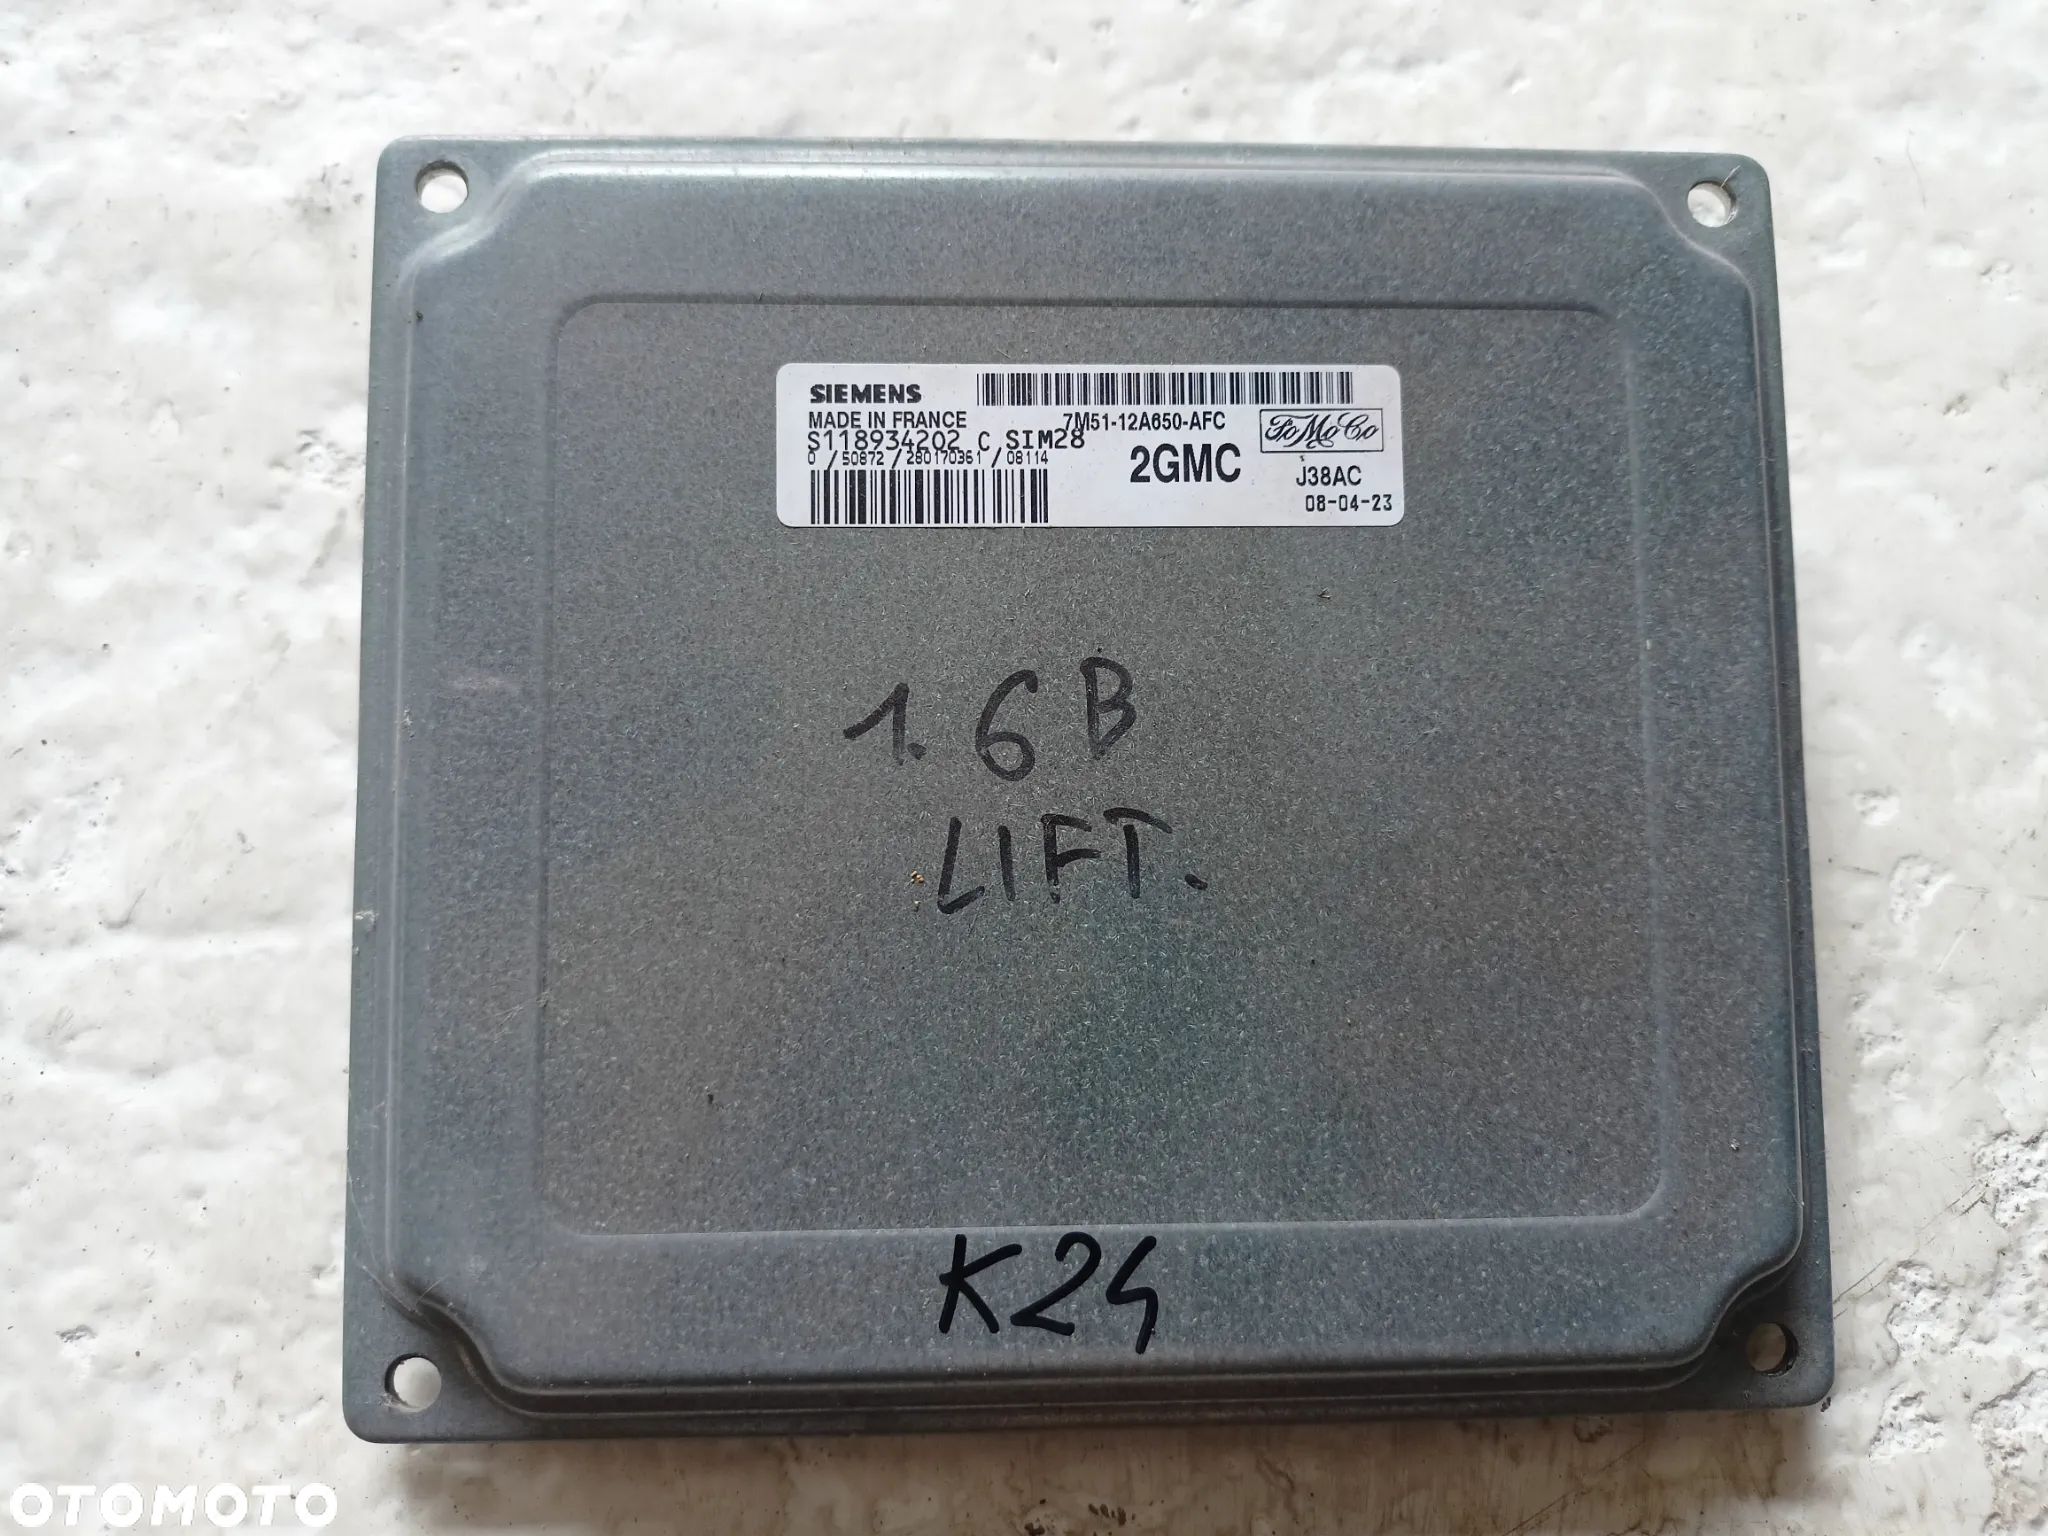 SIEMENS
MADE IN FRANCE
7M51-12A650-AFC
FoMoCo
S118934202 C SIM28
0 / 50872 / 280170361 / 08114
2GMC
J38AC
08-04-23
1.6B
LIFT.
K24
OTOMOTO